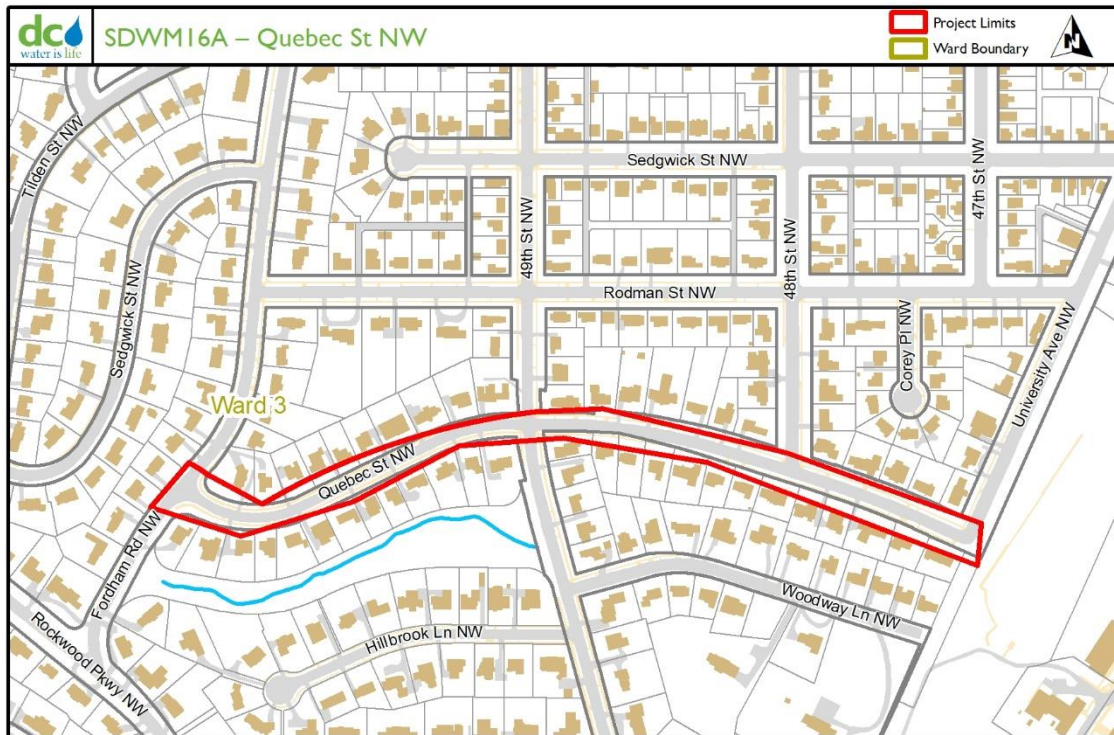 dc
water is life
SDWM16A – Quebec St NW
Project Limits
Ward Boundary
N
Tilden St NW
Sedgwick St NW
49th St NW
48th St NW
47th St NW
Rodman St NW
Sedgwick St NW
Corey Pl NW
University Ave NW
Ward 3
Quebec St NW
Fordham Rd NW
Rockwood Pkwy NW
Hillbrook Ln NW
Woodway Ln NW